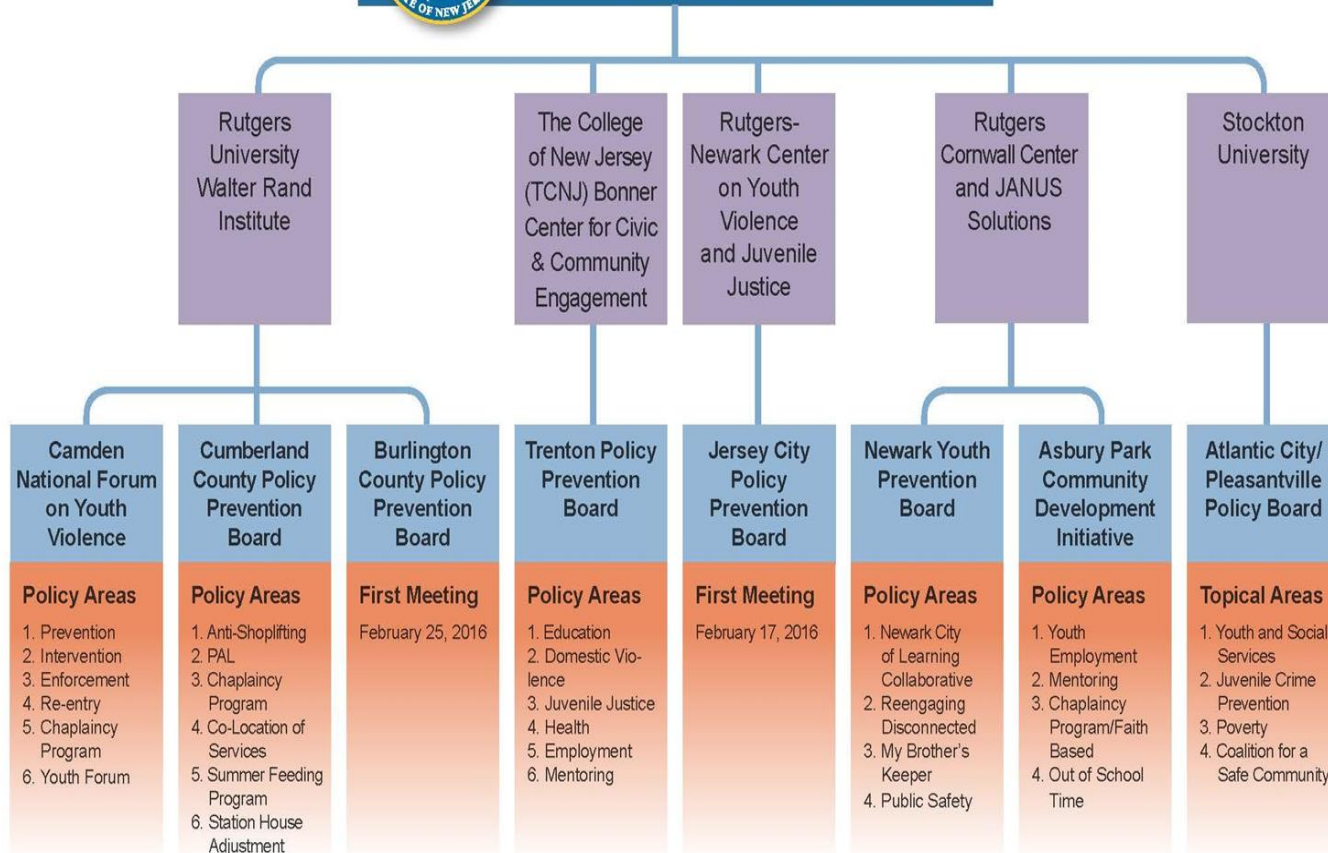 E OF NEW JE
Rutgers
University
Walter Rand
Institute
The College
of New Jersey
(TCNJ) Bonner
Center for Civic
& Community
Engagement
Rutgers-
Newark Center
on Youth
Violence
and Juvenile
Justice
Rutgers
Cornwall Center
and JANUS
Solutions
Stockton
University
Camden
National Forum
on Youth
Violence
Policy Areas
1. Prevention
2. Intervention
3. Enforcement
4. Re-entry
5. Chaplaincy
Program
6. Youth Forum
Cumberland
County Policy
Prevention
Board
Policy Areas
1. Anti-Shoplifting
2. PAL
3. Chaplaincy
Program
4. Co-Location of
Services
5. Summer Feeding
Program
6. Station House
Adjustment
Burlington
County Policy
Prevention
Board
First Meeting
February 25, 2016
Trenton Policy
Prevention
Board
Policy Areas
1. Education
2. Domestic Vio-
lence
3. Juvenile Justice
4. Health
5. Employment
6. Mentoring
Jersey City
Policy
Prevention
Board
First Meeting
February 17, 2016
Newark Youth
Prevention
Board
Policy Areas
1. Newark City
of Learning
Collaborative
2. Reengaging
Disconnected
3. My Brother's
Keeper
4. Public Safety
Asbury Park
Community
Development
Initiative
Policy Areas
1. Youth
Employment
2. Mentoring
3. Chaplaincy
Program/Faith
Based
4. Out of School
Time
Atlantic City/
Pleasantville
Policy Board
Topical Areas
1. Youth and Social
Services
2. Juvenile Crime
Prevention
3. Poverty
4. Coalition for a
Safe Community